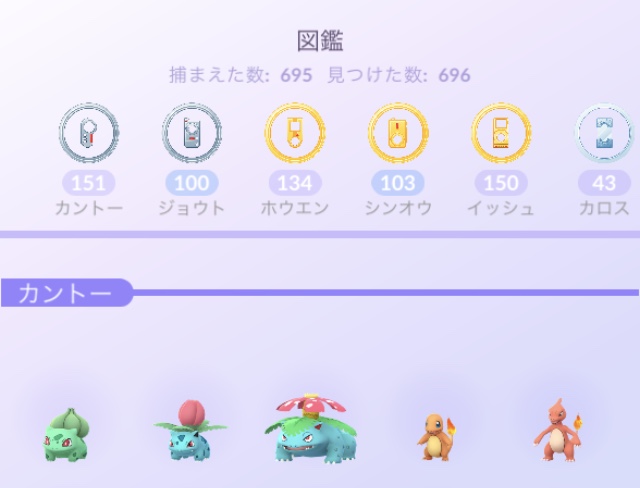 図鑑
捕まえた数: 695 見つけた数: 696
151 100 134 103 150 43
カントー ジョウト ホウエン シンオウ イッシュ カロス
カントー